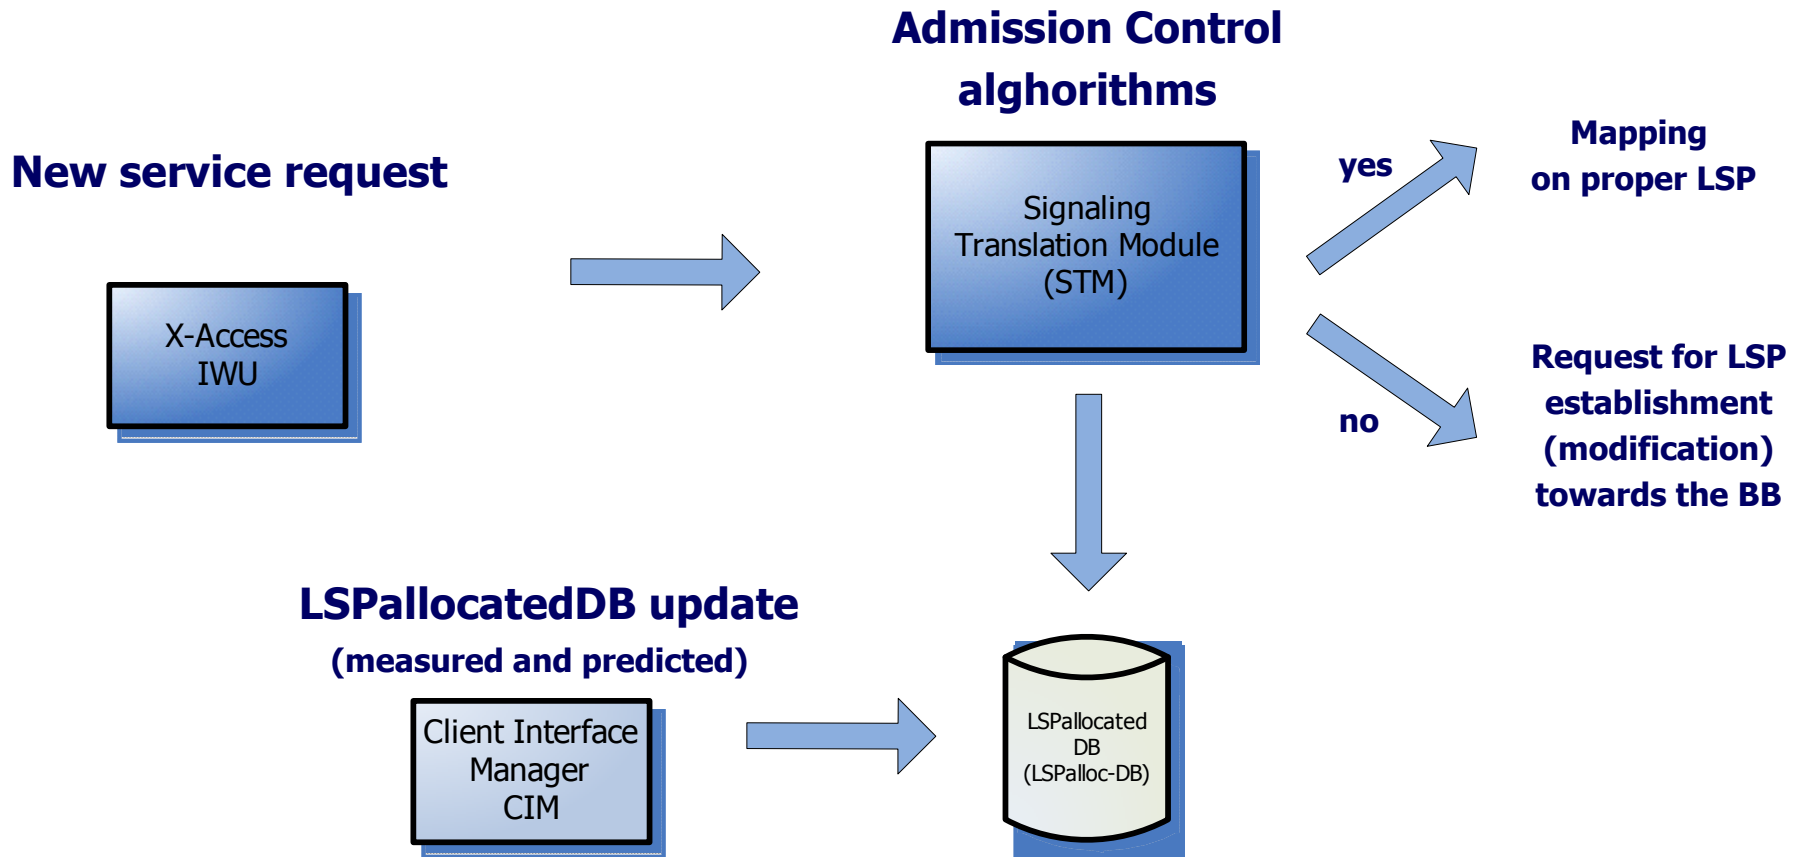 Admission Control
alghorithms
New service request
X-Access
IWU
Signaling
Translation Module
(STM)
yes
Mapping
on proper LSP
no
Request for LSP
establishment
(modification)
towards the BB
LSPallocatedDB update
(measured and predicted)
Client Interface
Manager
CIM
LSPallocated
DB
(LSPalloc-DB)